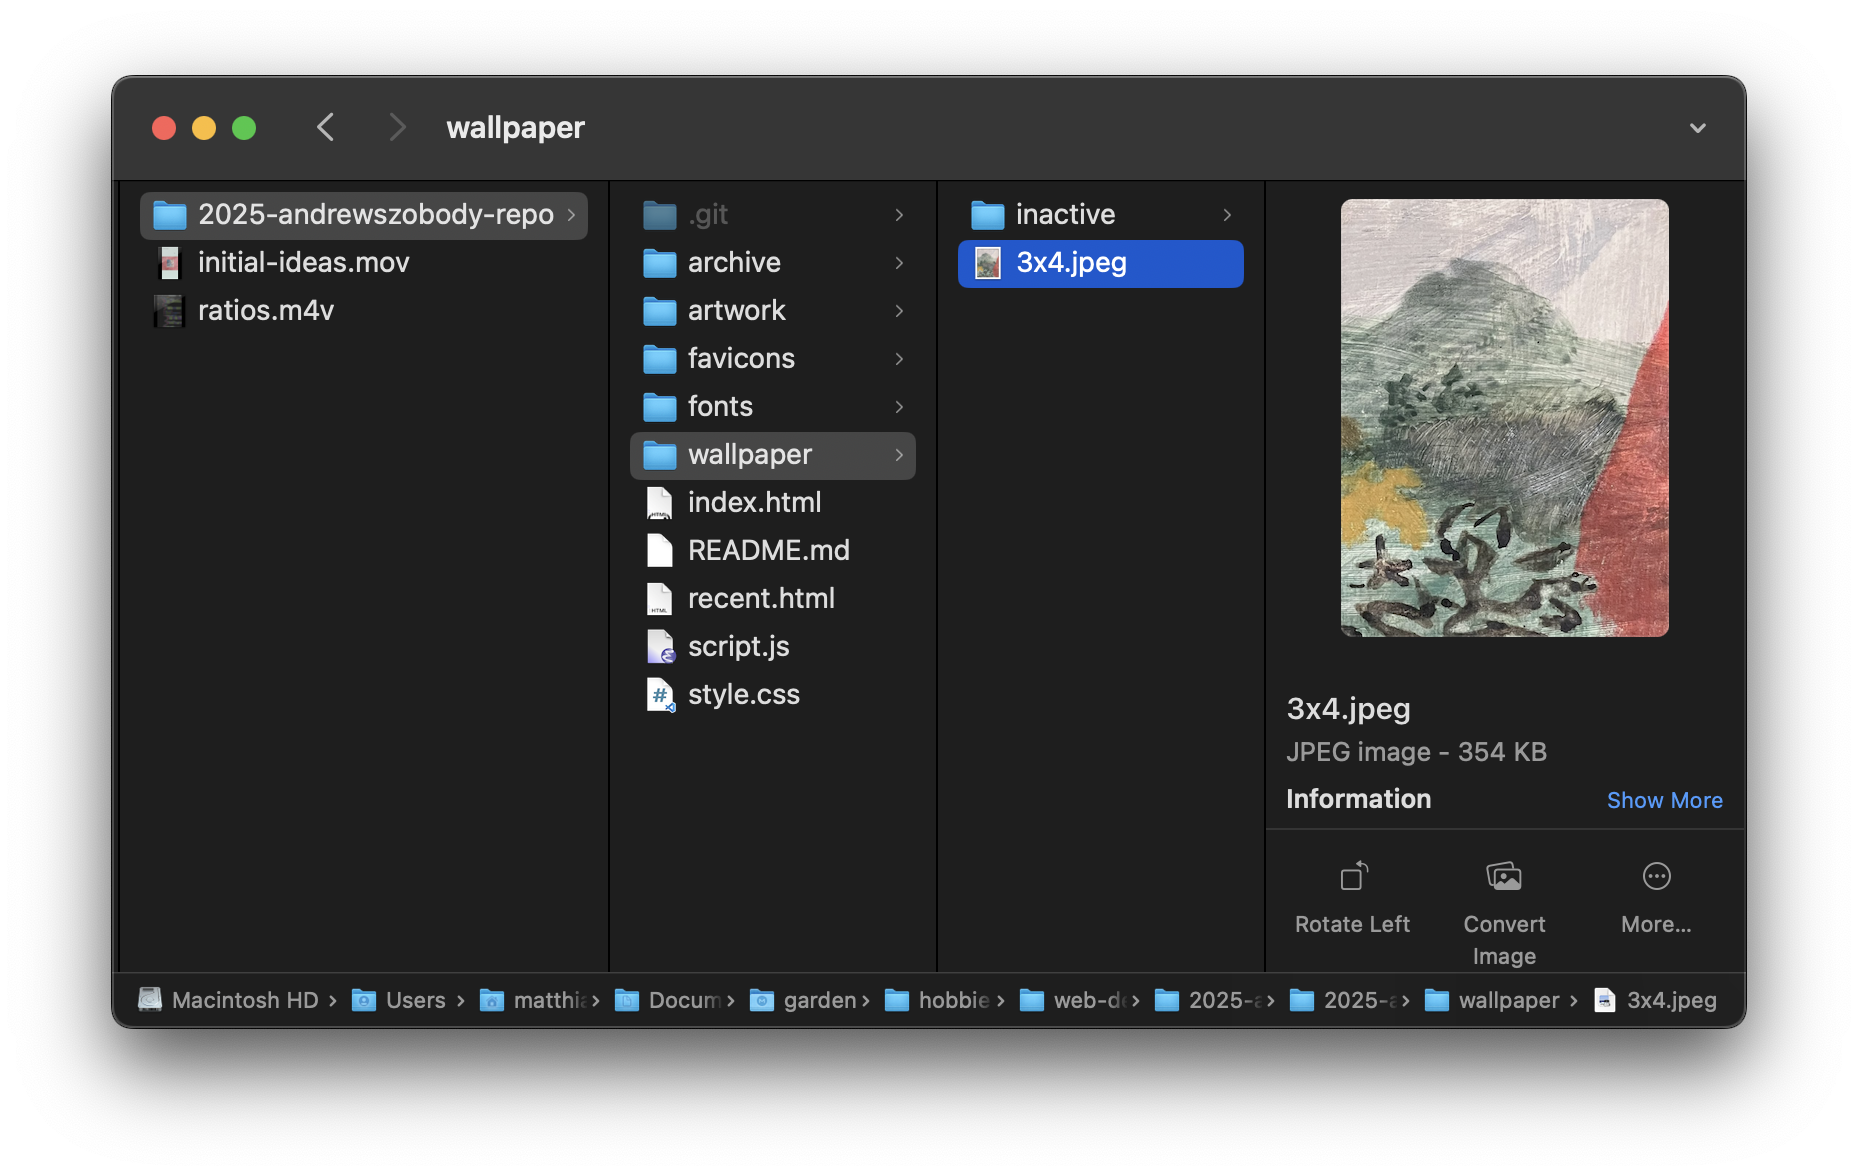 wallpaper
2025-andrewszobody-repo
initial-ideas.mov
ratios.m4v
.git
archive
artwork
favicons
fonts
wallpaper
index.html
README.md
recent.html
script.js
style.css
inactive
3x4.jpeg
3x4.jpeg
JPEG image - 354 KB
Information Show More
Rotate Left
Convert Image
More...
Macintosh HD Users matthia Docum garden hobbie web-de 2025-a 2025-a wallpaper 3x4.jpeg